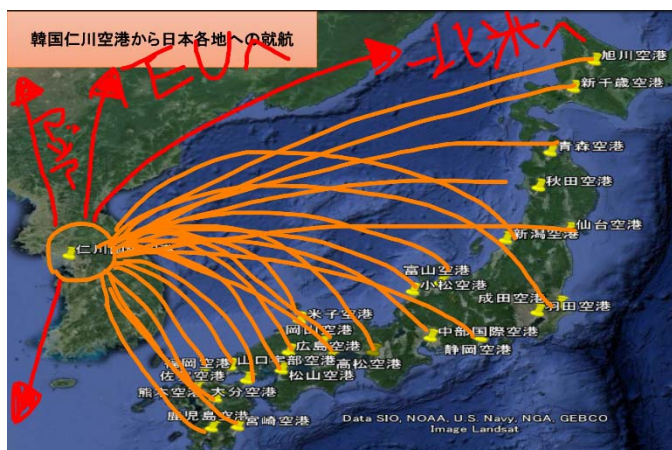 韓国仁川空港から日本各地への就航
EUへ
北米へ
旭川空港
新千歳空港
青森空港
秋田空港
仙台空港
新潟空港
仁川
富山空港
小松空港
成田空港
羽田空港
米子空港
岡山空港
広島空港
中部国際空港
静岡空港
高松空港
福岡空港
山口宇部空港
佐賀空港
松山空港
熊本空港
大分空港
鹿児島空港
宮崎空港
Data SIO, NOAA, U.S. Navy, NGA, GEBCO
Image Landsat